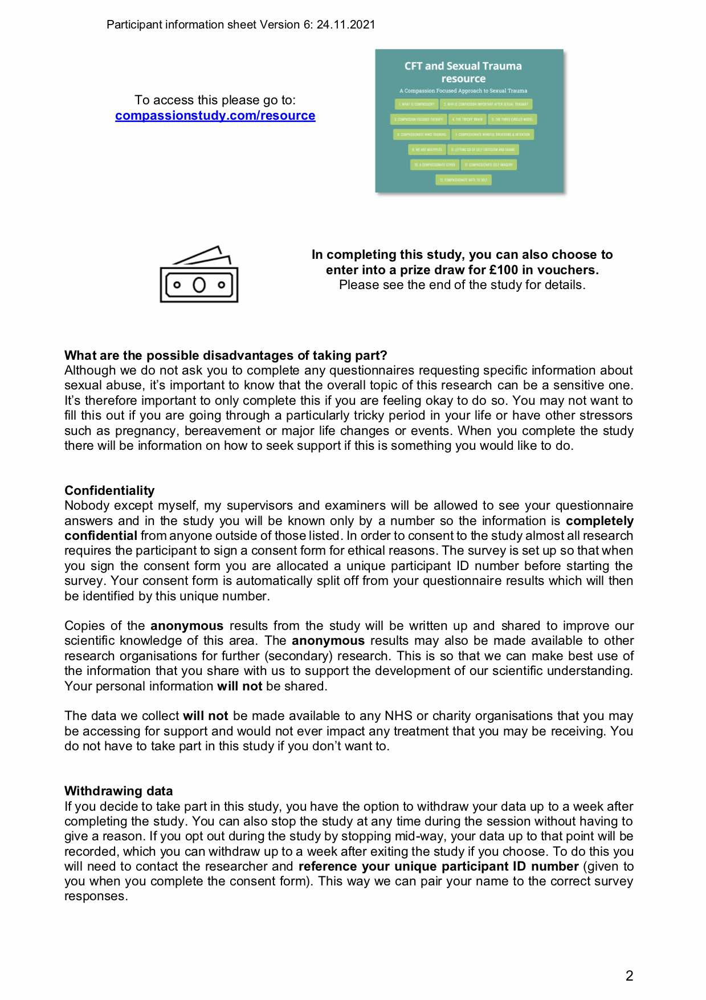 Participant information sheet Version 6: 24.11.2021
To access this please go to:
compassionstudy.com/resource
CFT and Sexual Trauma
resource
A Compassion Focused Approach to Sexual Trauma
1. WHAT IS COMPASSION?
2. WHY IS COMPASSION IMPORTANT AFTER SEXUAL TRAUMA?
3. COMPASSION FOCUSED THERAPY
4. THE TRICKY BRAIN
5. THE THREE CIRCLES MODEL
6. COMPASSIONATE MIND TRAINING
7. COMPASSIONATE MINDFUL BREATHING & INTENTION
8. WE ARE MULTIPLES
9. LETTING GO OF SELF CRITICISM AND SHAME
10. A COMPASSIONATE OTHER
11. COMPASSIONATE SELF IMAGERY
12. COMPASSIONATE NOTE TO SELF
In completing this study, you can also choose to
enter into a prize draw for £100 in vouchers.
Please see the end of the study for details.
What are the possible disadvantages of taking part?
Although we do not ask you to complete any questionnaires requesting specific information about
sexual abuse, it’s important to know that the overall topic of this research can be a sensitive one.
It’s therefore important to only complete this if you are feeling okay to do so. You may not want to
fill this out if you are going through a particularly tricky period in your life or have other stressors
such as pregnancy, bereavement or major life changes or events. When you complete the study
there will be information on how to seek support if this is something you would like to do.
Confidentiality
Nobody except myself, my supervisors and examiners will be allowed to see your questionnaire
answers and in the study you will be known only by a number so the information is completely
confidential from anyone outside of those listed. In order to consent to the study almost all research
requires the participant to sign a consent form for ethical reasons. The survey is set up so that when
you sign the consent form you are allocated a unique participant ID number before starting the
survey. Your consent form is automatically split off from your questionnaire results which will then
be identified by this unique number.
Copies of the anonymous results from the study will be written up and shared to improve our
scientific knowledge of this area. The anonymous results may also be made available to other
research organisations for further (secondary) research. This is so that we can make best use of
the information that you share with us to support the development of our scientific understanding.
Your personal information will not be shared.
The data we collect will not be made available to any NHS or charity organisations that you may
be accessing for support and would not ever impact any treatment that you may be receiving. You
do not have to take part in this study if you don’t want to.
Withdrawing data
If you decide to take part in this study, you have the option to withdraw your data up to a week after
completing the study. You can also stop the study at any time during the session without having to
give a reason. If you opt out during the study by stopping mid-way, your data up to that point will be
recorded, which you can withdraw up to a week after exiting the study if you choose. To do this you
will need to contact the researcher and reference your unique participant ID number (given to
you when you complete the consent form). This way we can pair your name to the correct survey
responses.
2